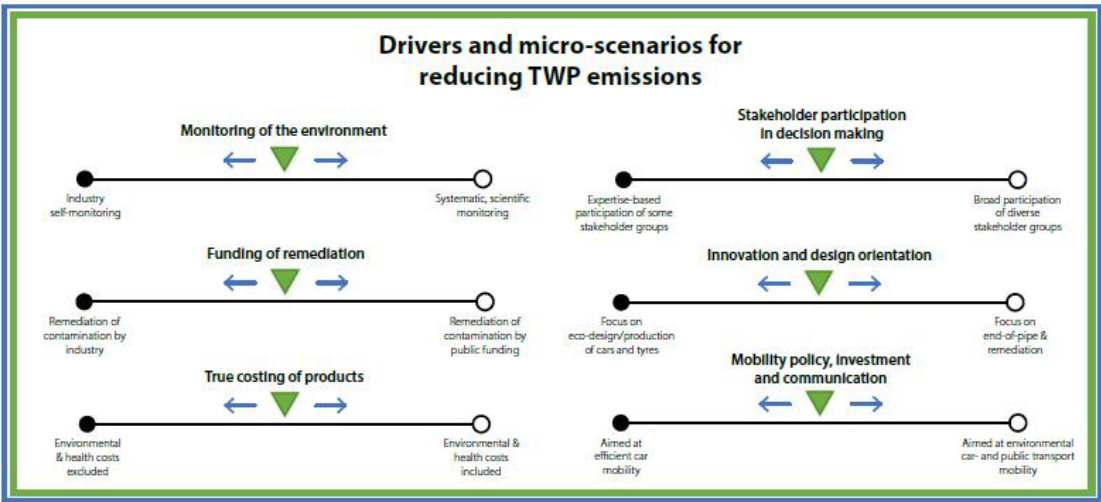 Drivers and micro-scenarios for
reducing TWP emissions
Monitoring of the environment
Industry
self-monitoring
Systematic, scientific
monitoring
Stakeholder participation
in decision making
Expertise-based
participation of some
stakeholder groups
Broad participation
of diverse
stakeholder groups
Funding of remediation
Remediation of
contamination by
industry
Remediation of
contamination by
public funding
Innovation and design orientation
Focus on
eco-design/production
of cars and tyres
Focus on
end-of-pipe &
remediation
True costing of products
Environmental
& health costs
excluded
Environmental &
health costs
included
Mobility policy, investment
and communication
Aimed at
efficient car
mobility
Aimed at environmental
car- and public transport
mobility